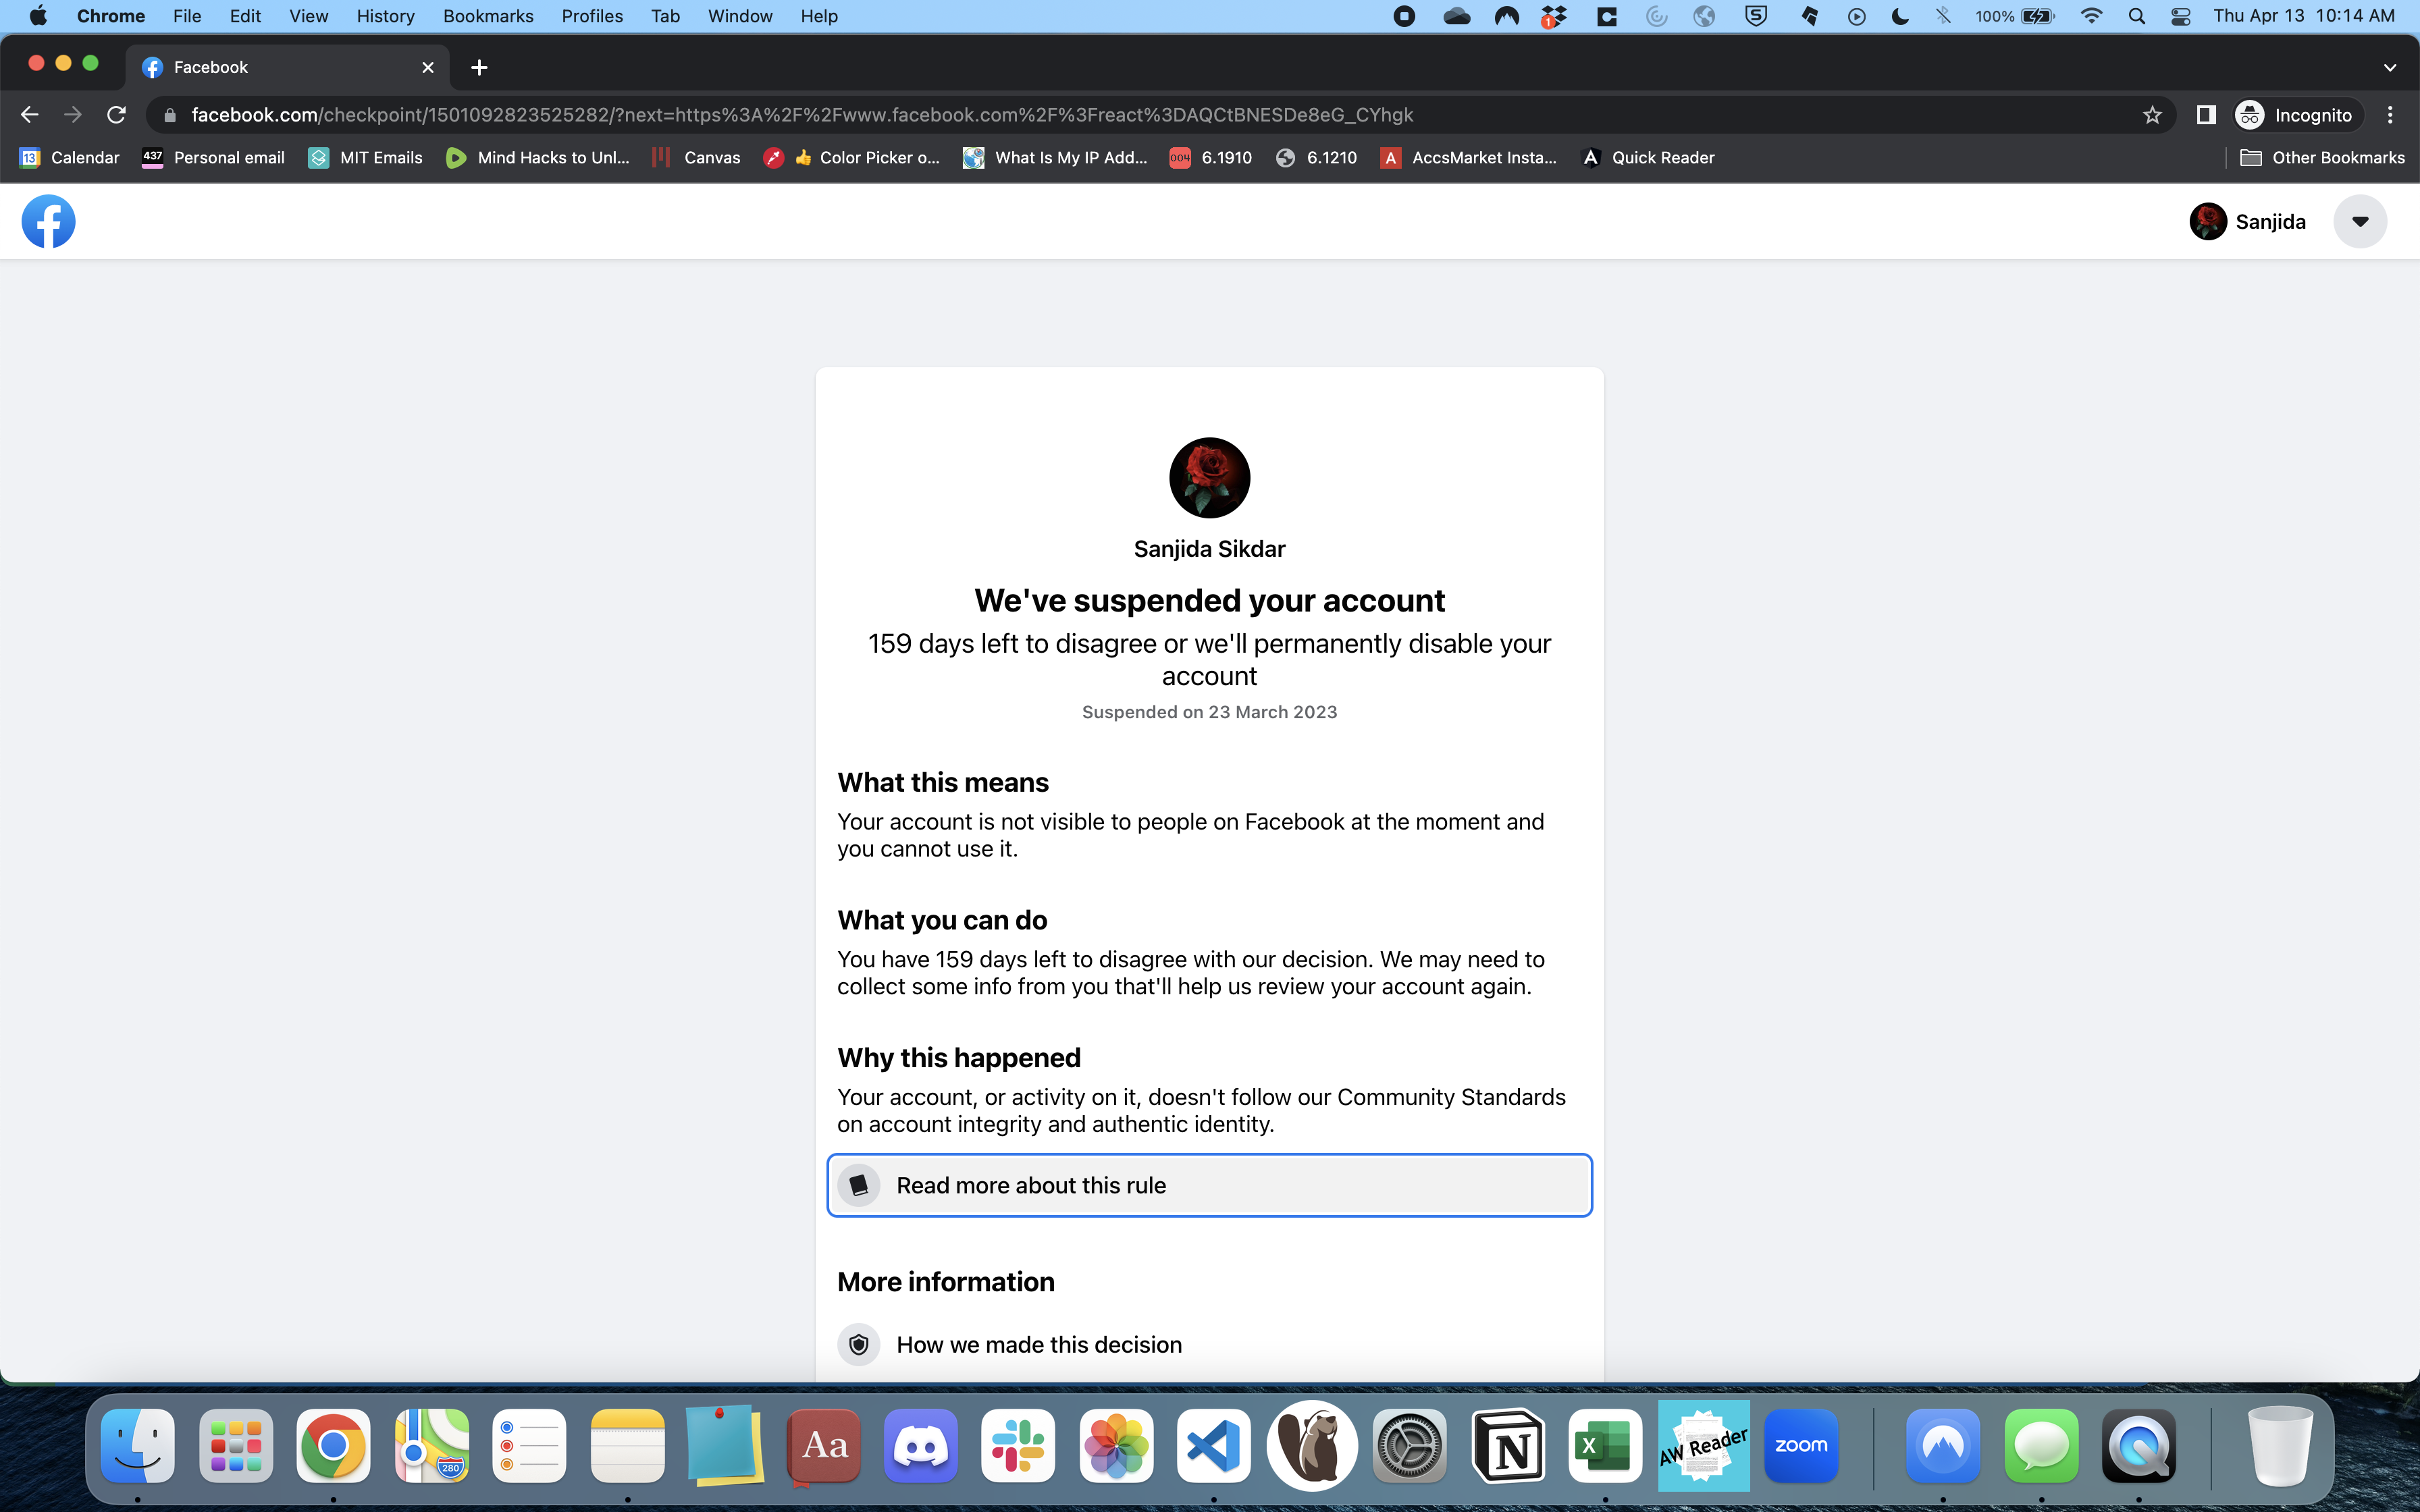 Chrome File Edit View History Bookmarks Profiles Tab Window Help 1 100% Thu Apr 13 10:14 AM
Facebook
facebook.com/checkpoint/1501092823525282/?next=https%3A%2F%2Fwww.facebook.com%2F%3Freact%3DAQCtBNESDe8eG_CYhgk Incognito
13 Calendar 437 Personal email MIT Emails Mind Hacks to Unl... Canvas 👍 Color Picker o... What Is My IP Add... 004 6.1910 6.1210 A AccsMarket Insta... A Quick Reader Other Bookmarks
Sanjida
Sanjida Sikdar
We've suspended your account
159 days left to disagree or we'll permanently disable your
account
Suspended on 23 March 2023
What this means
Your account is not visible to people on Facebook at the moment and
you cannot use it.
What you can do
You have 159 days left to disagree with our decision. We may need to
collect some info from you that'll help us review your account again.
Why this happened
Your account, or activity on it, doesn't follow our Community Standards
on account integrity and authentic identity.
Read more about this rule
More information
How we made this decision
280 Aa N X AW Reader zoom